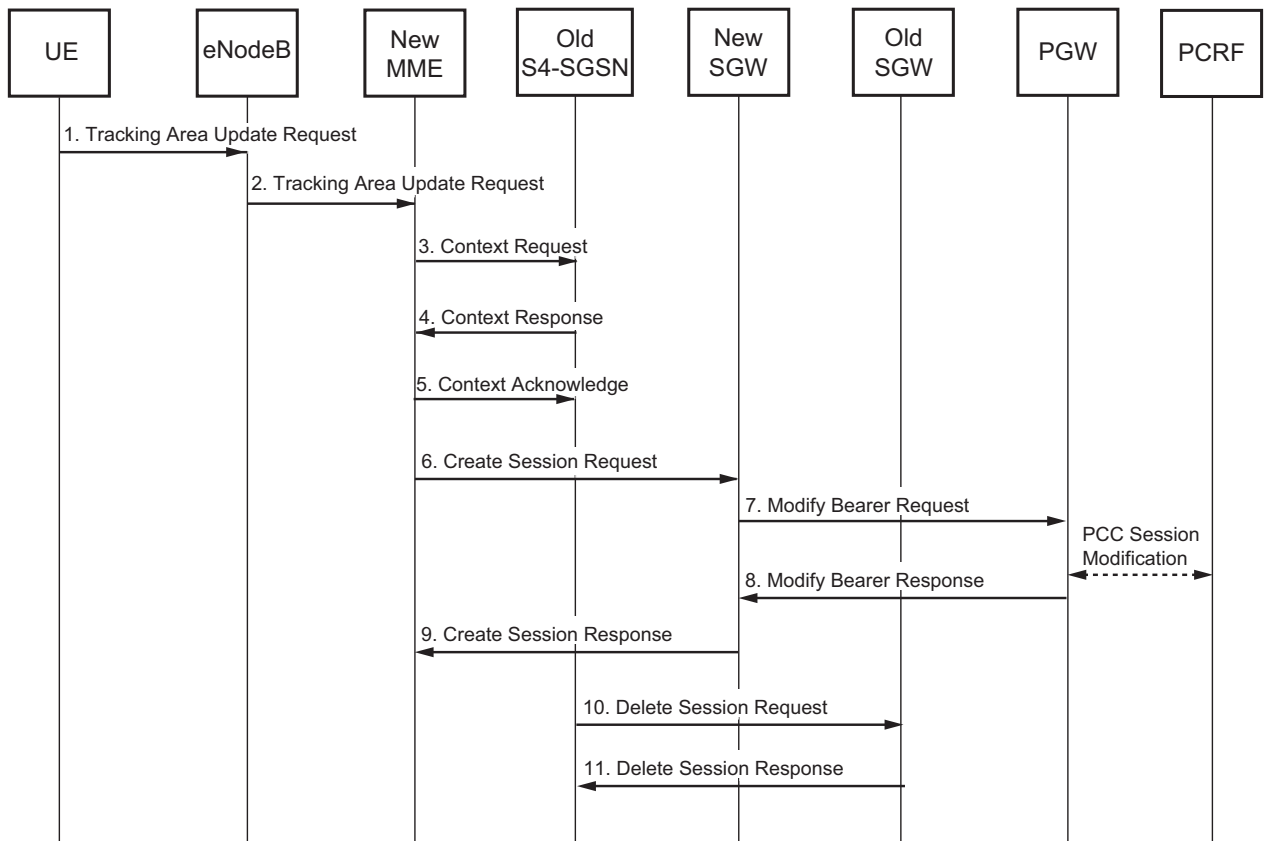 UE
eNodeB
New
MME
Old
S4-SGSN
New
SGW
Old
SGW
PGW
PCRF
1. Tracking Area Update Request
2. Tracking Area Update Request
3. Context Request
4. Context Response
5. Context Acknowledge
6. Create Session Request
7. Modify Bearer Request
PCC Session
Modification
8. Modify Bearer Response
9. Create Session Response
10. Delete Session Request
11. Delete Session Response